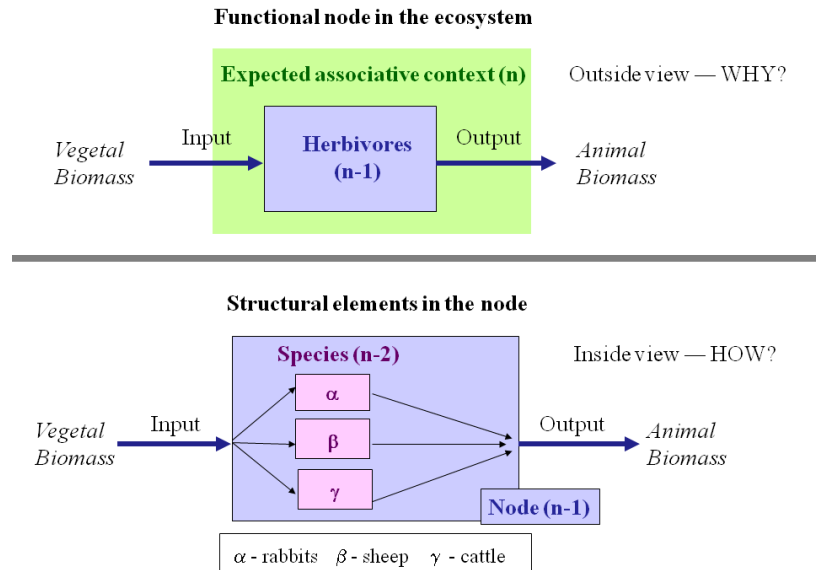 Functional node in the ecosystem
Expected associative context (n)
Outside view — WHY?
Input
Output
Vegetal
Biomass
Herbivores
(n-1)
Animal
Biomass
Structural elements in the node
Species (n-2)
Inside view — HOW?
α
Input
Output
Vegetal
Biomass
β
Animal
Biomass
γ
Node (n-1)
α - rabbits β - sheep γ - cattle